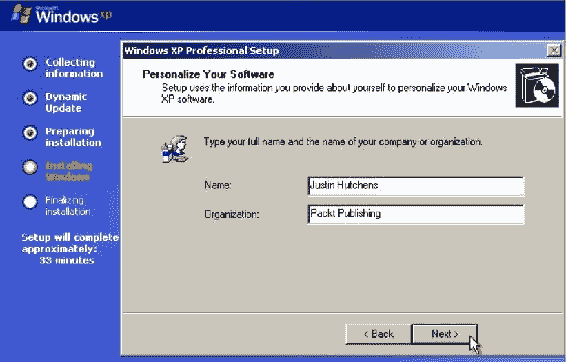 Microsoft
Windows xp
Collecting
information
Dynamic
Update
Preparing
installation
Installing
Windows
Finalizing
installation
Setup will complete
approximately:
33 minutes
Windows XP Professional Setup
Personalize Your Software
Setup uses the information you provide about yourself to personalize your Windows
XP software.
Type your full name and the name of your company or organization.
Name:
Justin Hutchens
Organization:
Packt Publishing
< Back
Next >